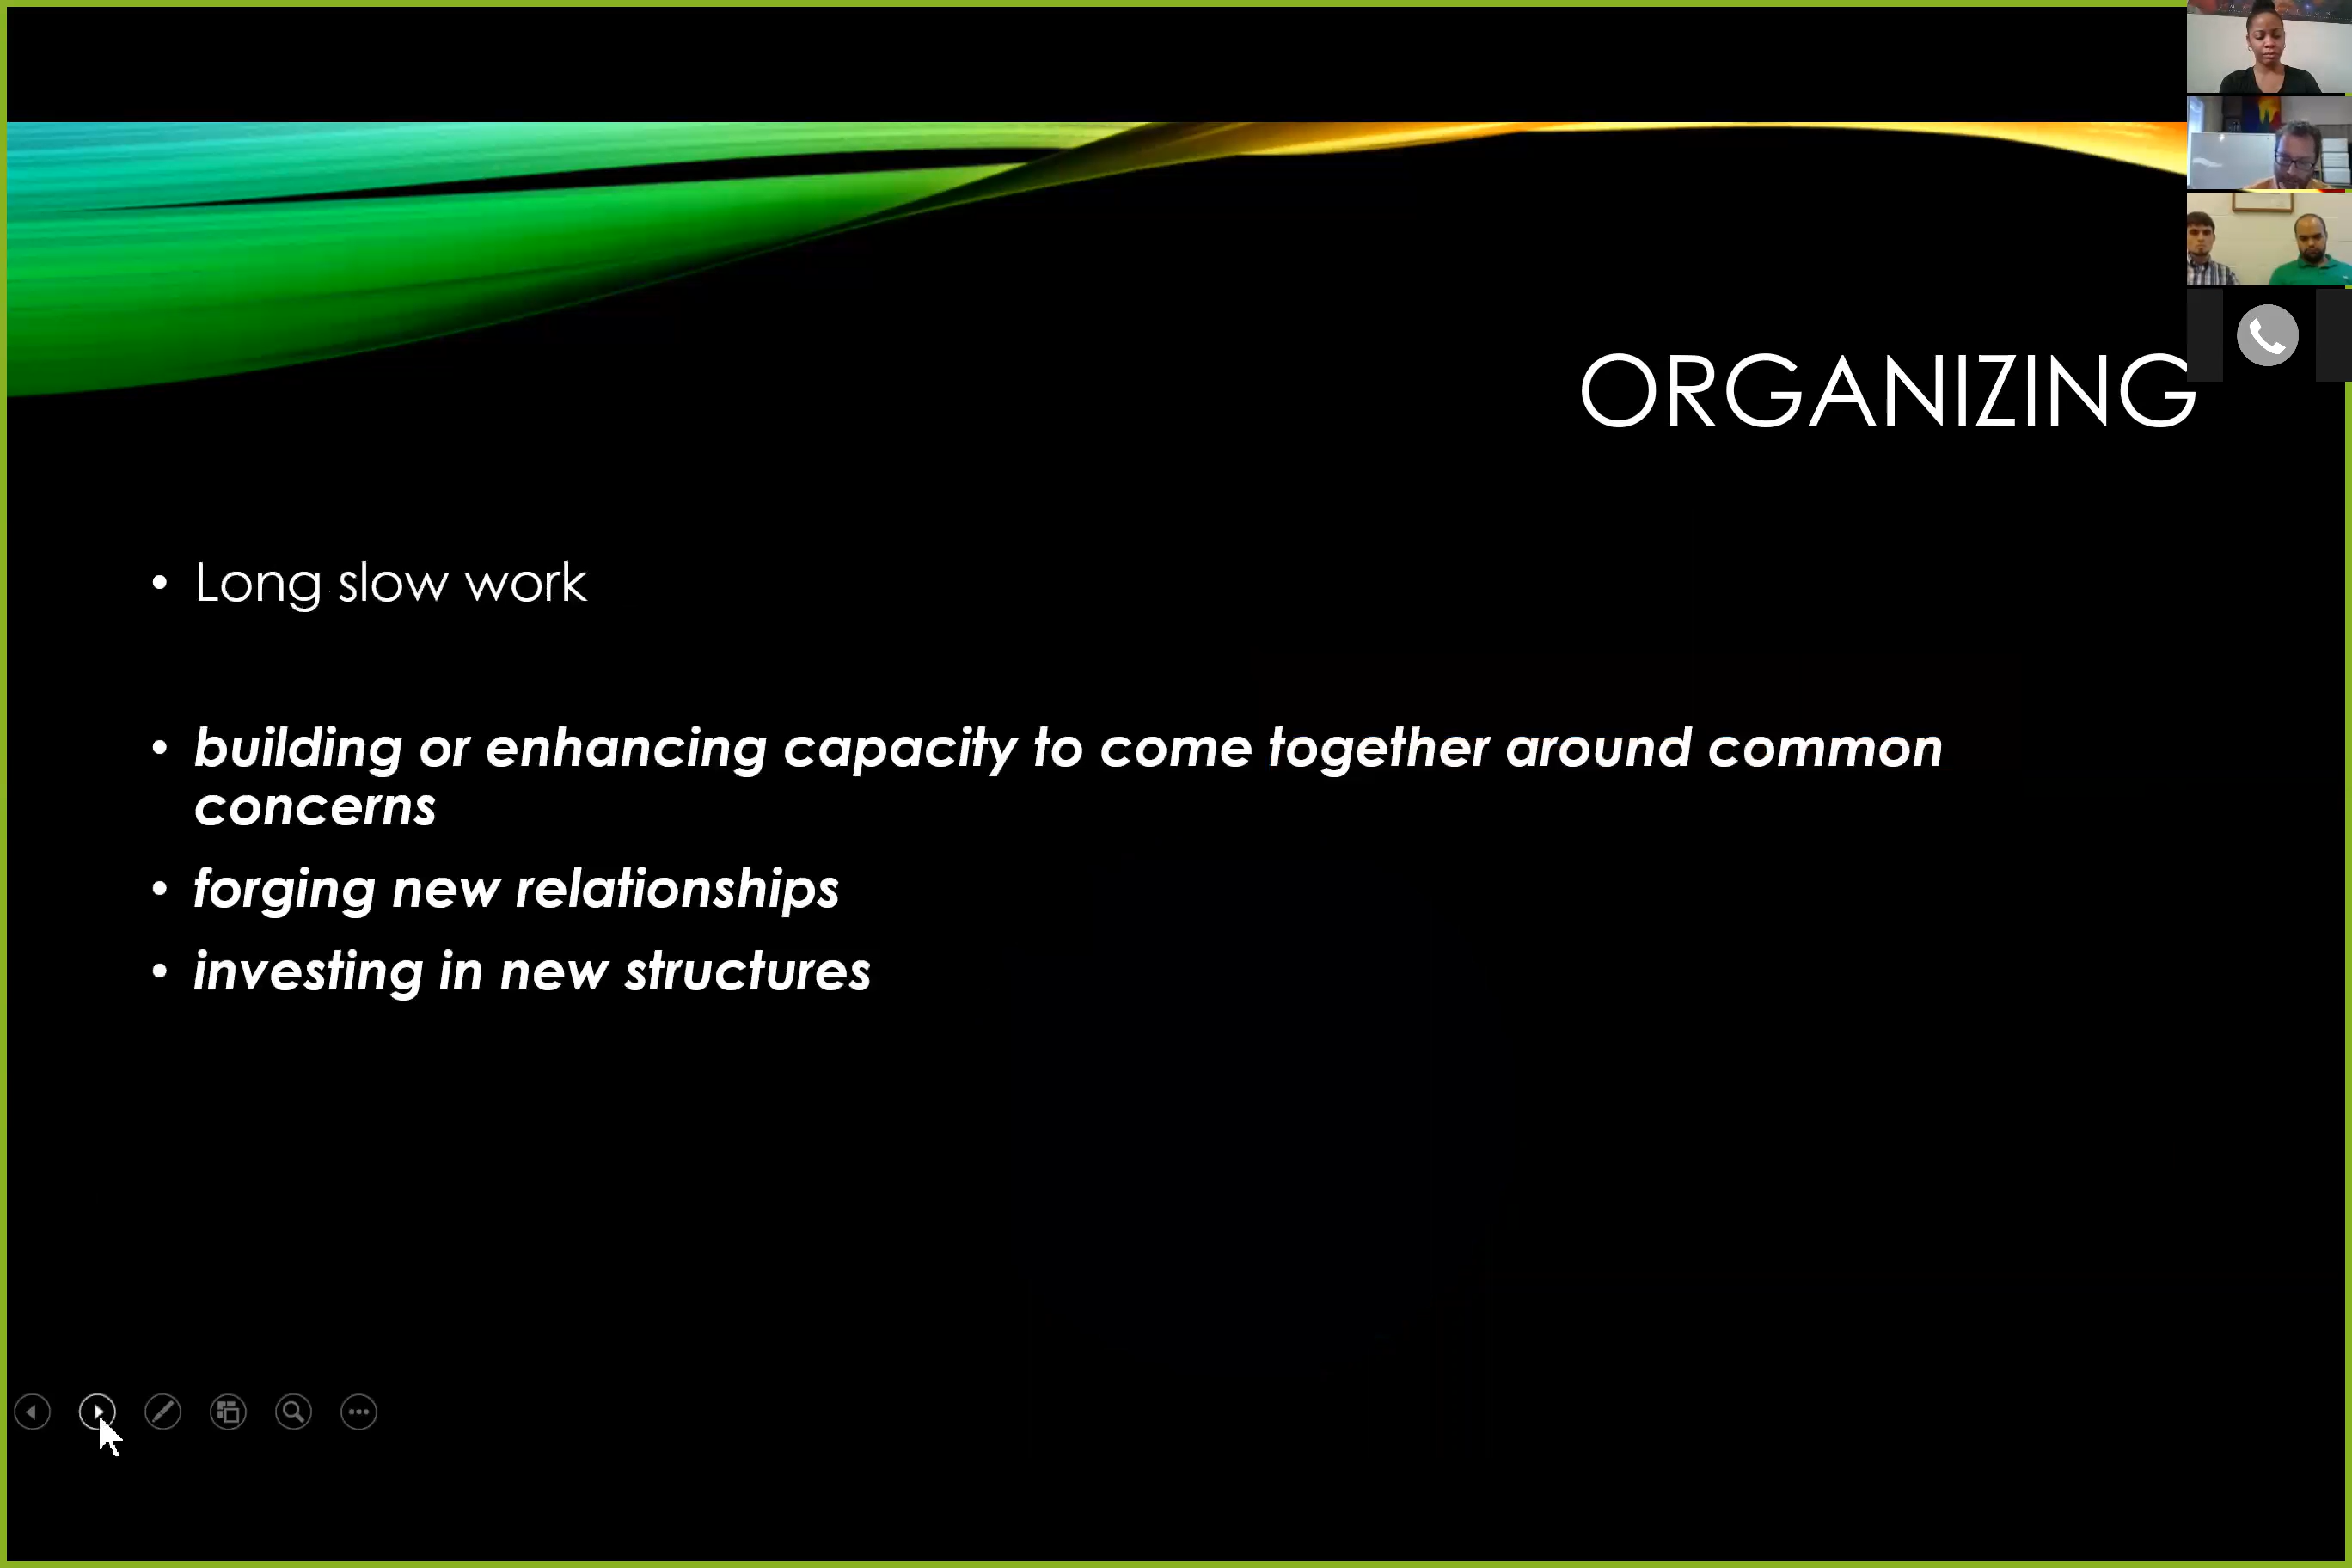 ORGANIZING
• Long slow work
• building or enhancing capacity to come together around common
concerns
• forging new relationships
• investing in new structures